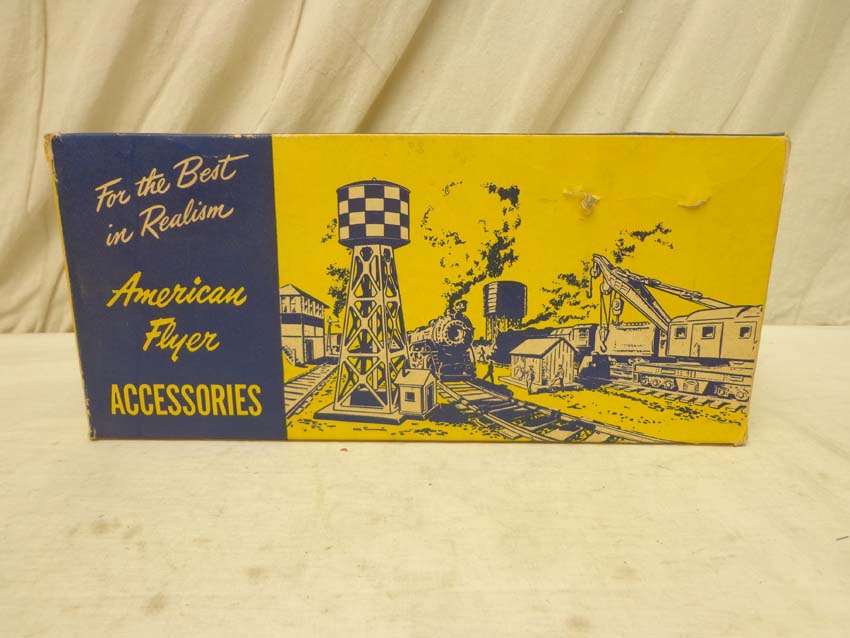 For the Best
in Realism
American
Flyer
ACCESSORIES